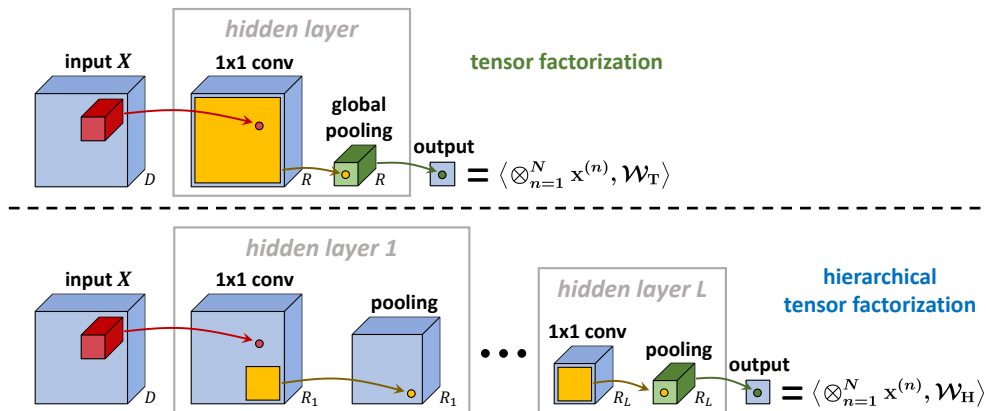 hidden layer
input X
1x1 conv
tensor factorization
global
pooling
output
D
R
R
= ⟨⊗ₙ₌₁ᴺ x⁽ⁿ⁾, 𝓦_T⟩
hidden layer 1
input X
1x1 conv
pooling
hidden layer L
hierarchical
tensor factorization
1x1 conv
pooling
output
• • •
D
R₁
R₁
R_L
R_L
= ⟨⊗ₙ₌₁ᴺ x⁽ⁿ⁾, 𝓦_H⟩